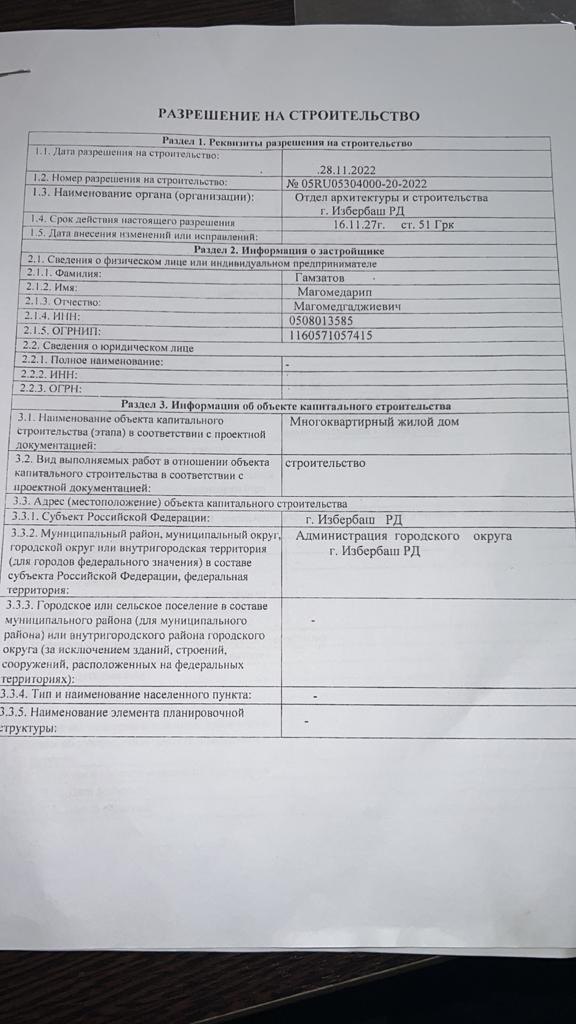 РАЗРЕШЕНИЕ НА СТРОИТЕЛЬСТВО
Раздел 1. Реквизиты разрешения на строительство
1.1. Дата разрешения на строительство:
.28.11.2022
1.2. Номер разрешения на строительство:
№ 05RU05304000-20-2022
1.3. Наименование органа (организации):
Отдел архитектуры и строительства
г. Избербаш РД
1.4. Срок действия настоящего разрешения
16.11.27г. ст. 51 Грк
1.5. Дата внесения изменений или исправлений:
Раздел 2. Информация о застройщике
2.1. Сведения о физическом лице или индивидуальном предпринимателе
2.1.1. Фамилия:
Гамзатов
2.1.2. Имя:
Магомедарип
2.1.3. Отчество:
Магомедгаджиевич
2.1.4. ИНН:
0508013585
2.1.5. ОГРНИП:
1160571057415
2.2. Сведения о юридическом лице
2.2.1. Полное наименование:
-
2.2.2. ИНН:
2.2.3. ОГРН:
Раздел 3. Информация об объекте капитального строительства
3.1. Наименование объекта капитального
строительства (этапа) в соответствии с проектной
документацией:
Многоквартирный жилой дом
3.2. Вид выполняемых работ в отношении объекта
капитального строительства в соответствии с
проектной документацией:
строительство
3.3. Адрес (местоположение) объекта капитального строительства
3.3.1. Субъект Российской Федерации:
г. Избербаш РД
3.3.2. Муниципальный район, муниципальный округ,
городской округ или внутригородская территория
(для городов федерального значения) в составе
субъекта Российской Федерации, федеральная
территория:
Администрация городского округа
г. Избербаш РД
3.3.3. Городское или сельское поселение в составе
муниципального района (для муниципального
района) или внутригородского района городского
округа (за исключением зданий, строений,
сооружений, расположенных на федеральных
территориях):
-
3.3.4. Тип и наименование населенного пункта:
-
3.3.5. Наименование элемента планировочной
структуры:
-